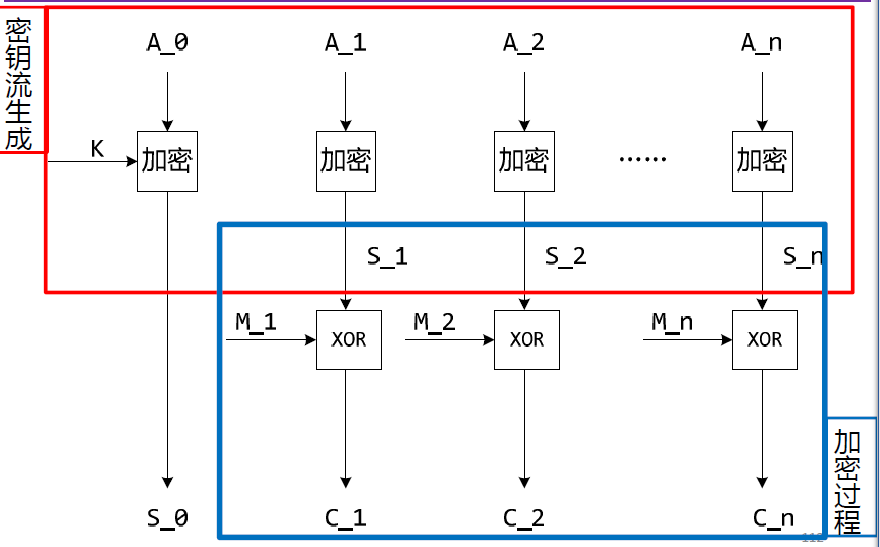 密钥流生成
A_0 A_1 A_2 A_n
K
加密 加密 加密 …… 加密
S_1 S_2 S_n
M_1 M_2 M_n
XOR XOR XOR
加密过程
S_0 C_1 C_2 C_n
112